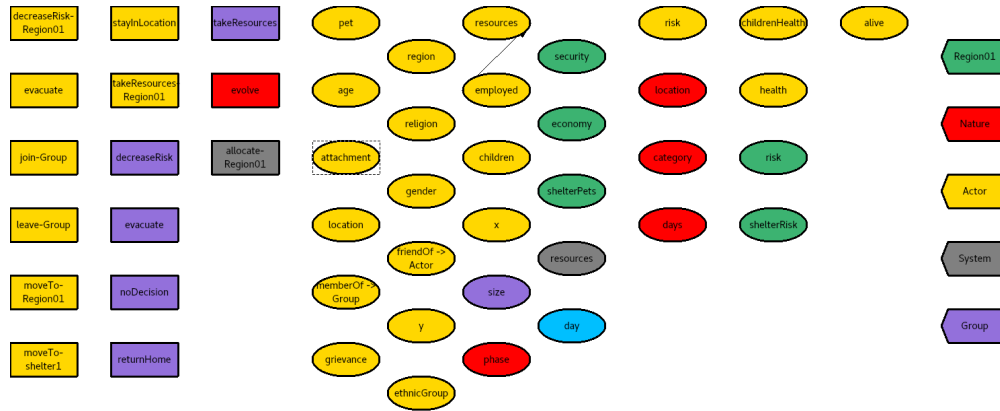 decreaseRisk-
Region01
stayInLocation
takeResources
pet
resources
risk
childrenHealth
alive
region
security
Region01
evacuate
takeResources-
Region01
evolve
age
employed
location
health
religion
economy
Nature
join-Group
decreaseRisk
allocate-
Region01
attachment
children
category
risk
gender
shelterPets
Actor
leave-Group
evacuate
location
x
days
shelterRisk
friendOf ->
Actor
resources
System
moveTo-
Region01
noDecision
memberOf ->
Group
size
y
day
Group
moveTo-
shelter1
returnHome
grievance
phase
ethnicGroup